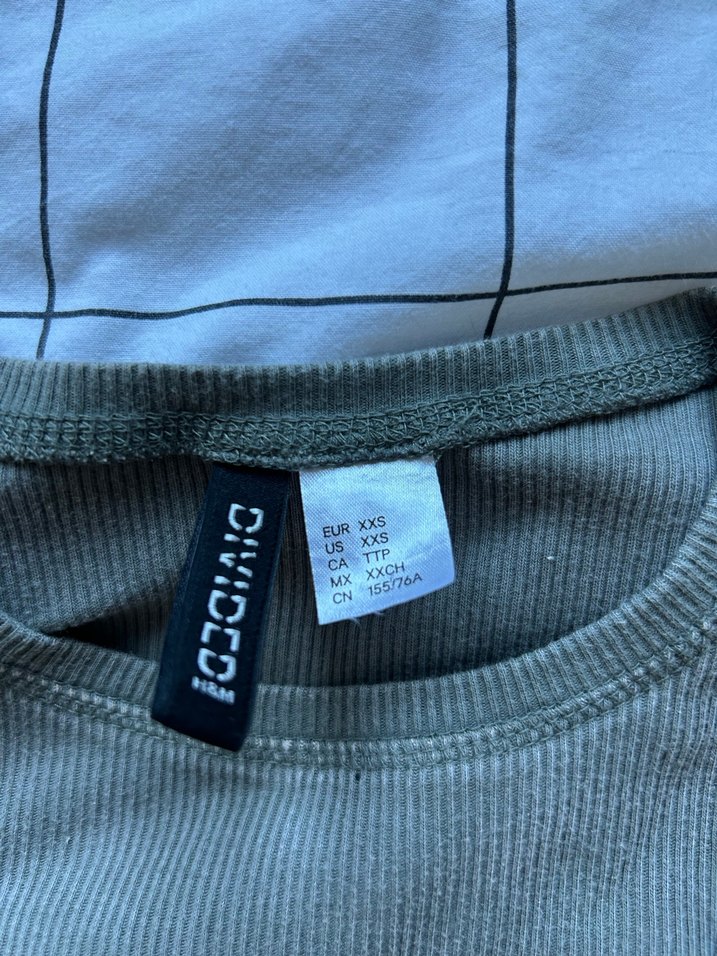 DIVIDED
H&M
EUR XXS
US XXS
CA TTP
MX XXCH
CN 155/76A